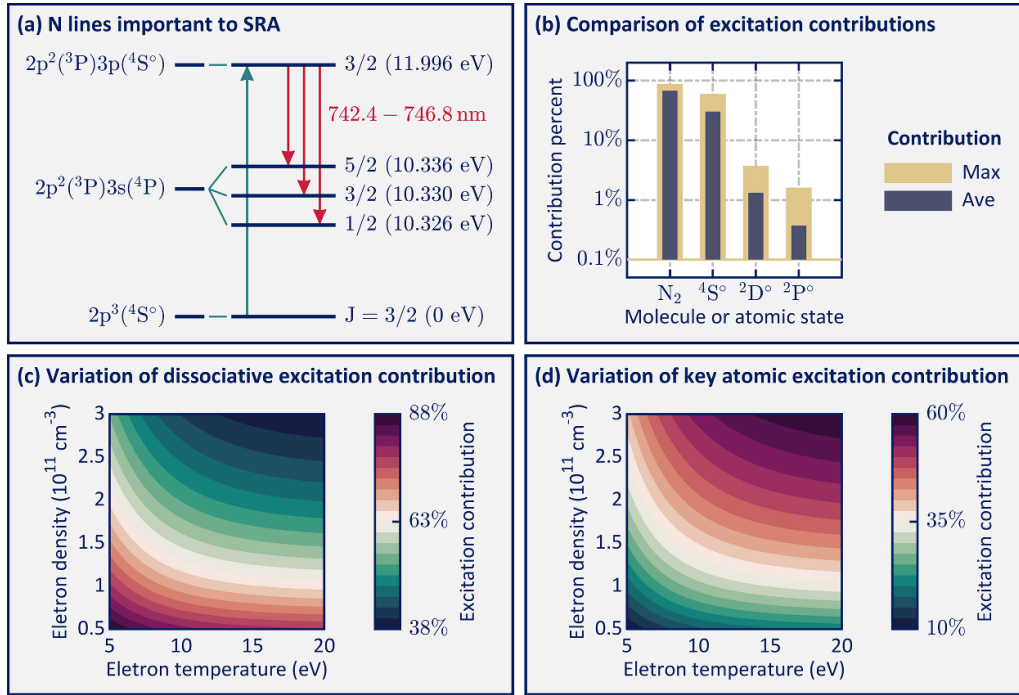 (a) N lines important to SRA
2p²(³P)3p(⁴S°)
3/2 (11.996 eV)
742.4 − 746.8 nm
5/2 (10.336 eV)
2p²(³P)3s(⁴P)
3/2 (10.330 eV)
1/2 (10.326 eV)
2p³(⁴S°)
J = 3/2 (0 eV)
(b) Comparison of excitation contributions
Contribution percent
100%
10%
1%
0.1%
N₂ ⁴S° ²D° ²P°
Molecule or atomic state
Contribution
Max
Ave
(c) Variation of dissociative excitation contribution
Eletron density (10¹¹ cm⁻³)
3
2.5
2
1.5
1
0.5
5 10 15 20
Eletron temperature (eV)
88%
63%
38%
Excitation contribution
(d) Variation of key atomic excitation contribution
Eletron density (10¹¹ cm⁻³)
3
2.5
2
1.5
1
0.5
5 10 15 20
Eletron temperature (eV)
60%
35%
10%
Excitation contribution